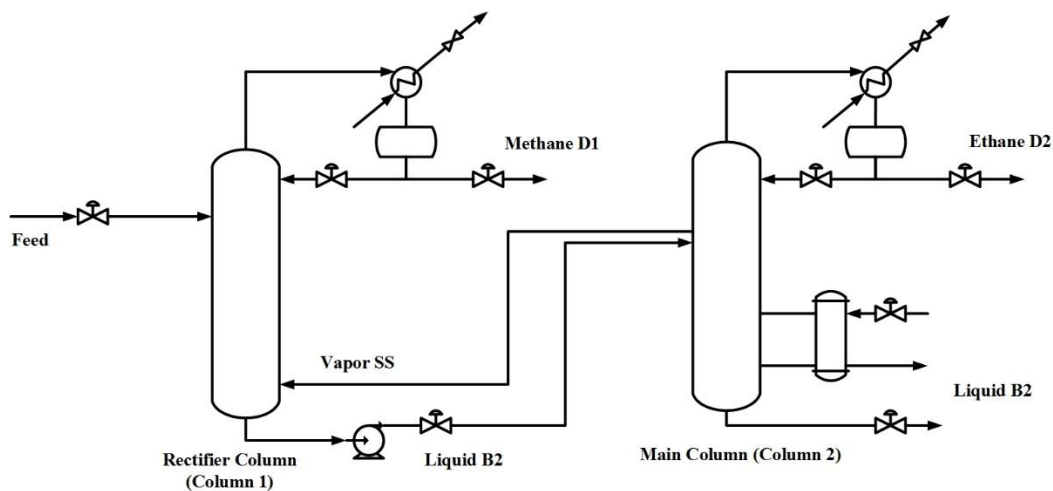 Methane D1
Ethane D2
Feed
Vapor SS
Liquid B2
Rectifier Column
(Column 1)
Liquid B2
Main Column (Column 2)